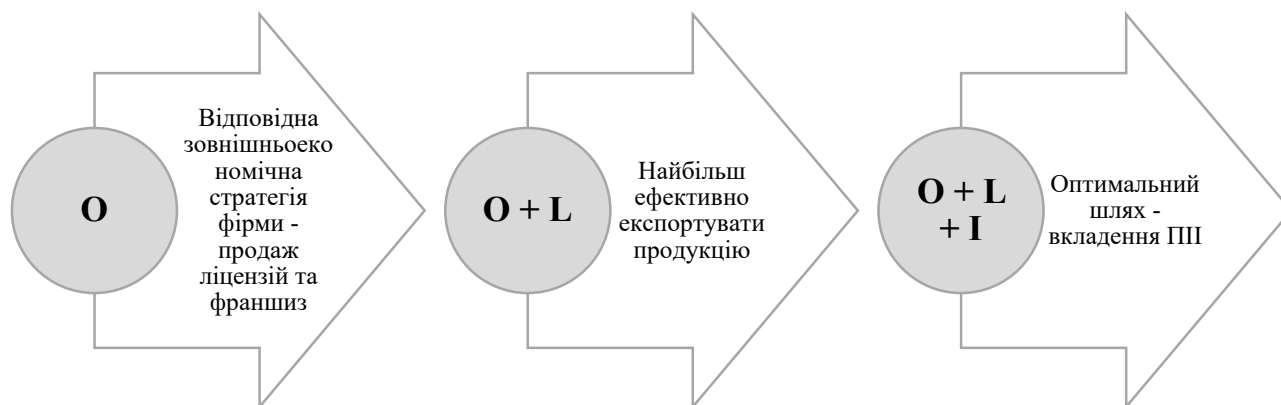 O
Відповідна
зовнішньоеко
номічна
стратегія
фірми -
продаж
ліцензій та
франшиз
O + L
Найбільш
ефективно
експортувати
продукцію
O + L
+ I
Оптимальний
шлях -
вкладення ПІІ